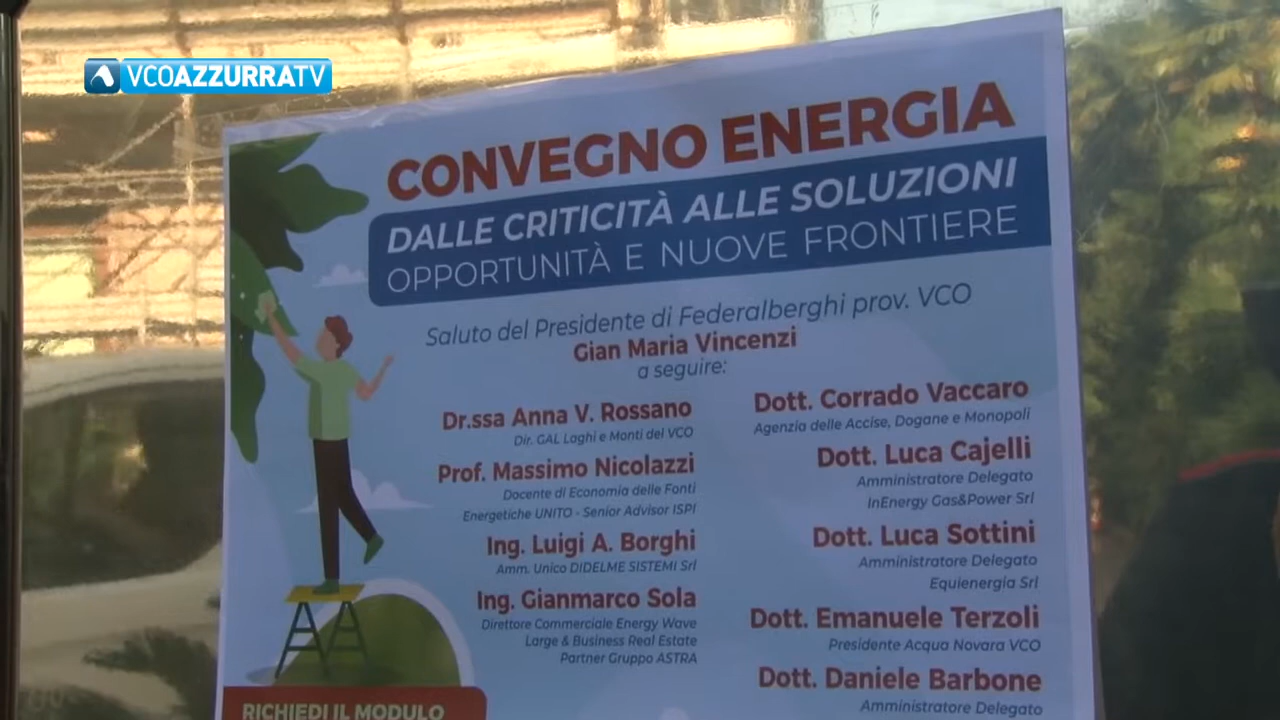 VCOAZZURRATV
CONVEGNO ENERGIA
DALLE CRITICITÀ ALLE SOLUZIONI
OPPORTUNITÀ E NUOVE FRONTIERE
Saluto del Presidente di Federalberghi prov. VCO
Gian Maria Vincenzi
a seguire:
Dr.ssa Anna V. Rossano
Dir. GAL Laghi e Monti del VCO
Prof. Massimo Nicolazzi
Docente di Economia delle Fonti
Energetiche UNITO - Senior Advisor ISPI
Ing. Luigi A. Borghi
Amm. Unico DIDELME SISTEMI Srl
Ing. Gianmarco Sola
Direttore Commerciale Energy Wave
Large & Business Real Estate
Partner Gruppo ASTRA
Dott. Corrado Vaccaro
Agenzia delle Accise, Dogane e Monopoli
Dott. Luca Cajelli
Amministratore Delegato
InEnergy Gas&Power Srl
Dott. Luca Sottini
Amministratore Delegato
Equienergia Srl
Dott. Emanuele Terzoli
Presidente Acqua Novara VCO
Dott. Daniele Barbone
Amministratore Delegato
RICHIEDI IL MODULO